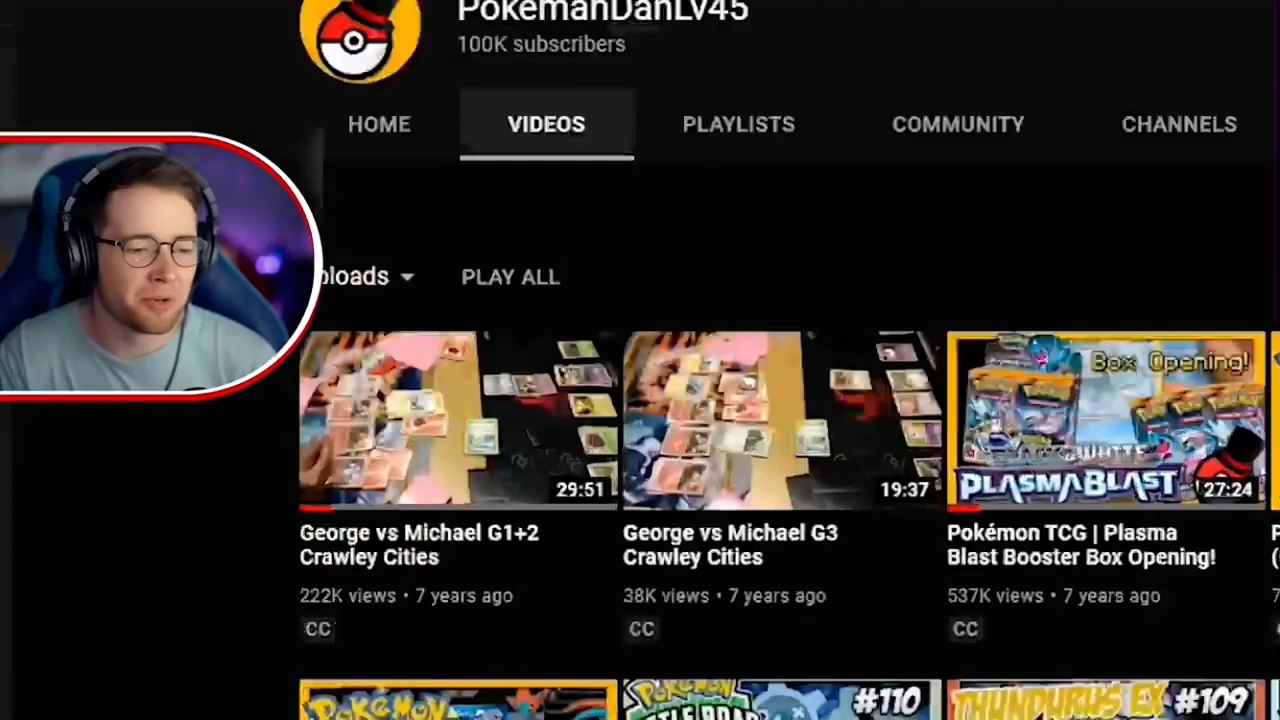 PokemanDanLv45
100K subscribers
HOME VIDEOS PLAYLISTS COMMUNITY CHANNELS
ploads PLAY ALL
Box Opening!
WHITE
PLASMA BLAST
29:51 19:37 27:24
George vs Michael G1+2 Crawley Cities
George vs Michael G3 Crawley Cities
Pokémon TCG | Plasma Blast Booster Box Opening!
222K views • 7 years ago
38K views • 7 years ago
537K views • 7 years ago
CC CC CC
POKéMON
POKéMON
#110
THUNDURUS EX #109